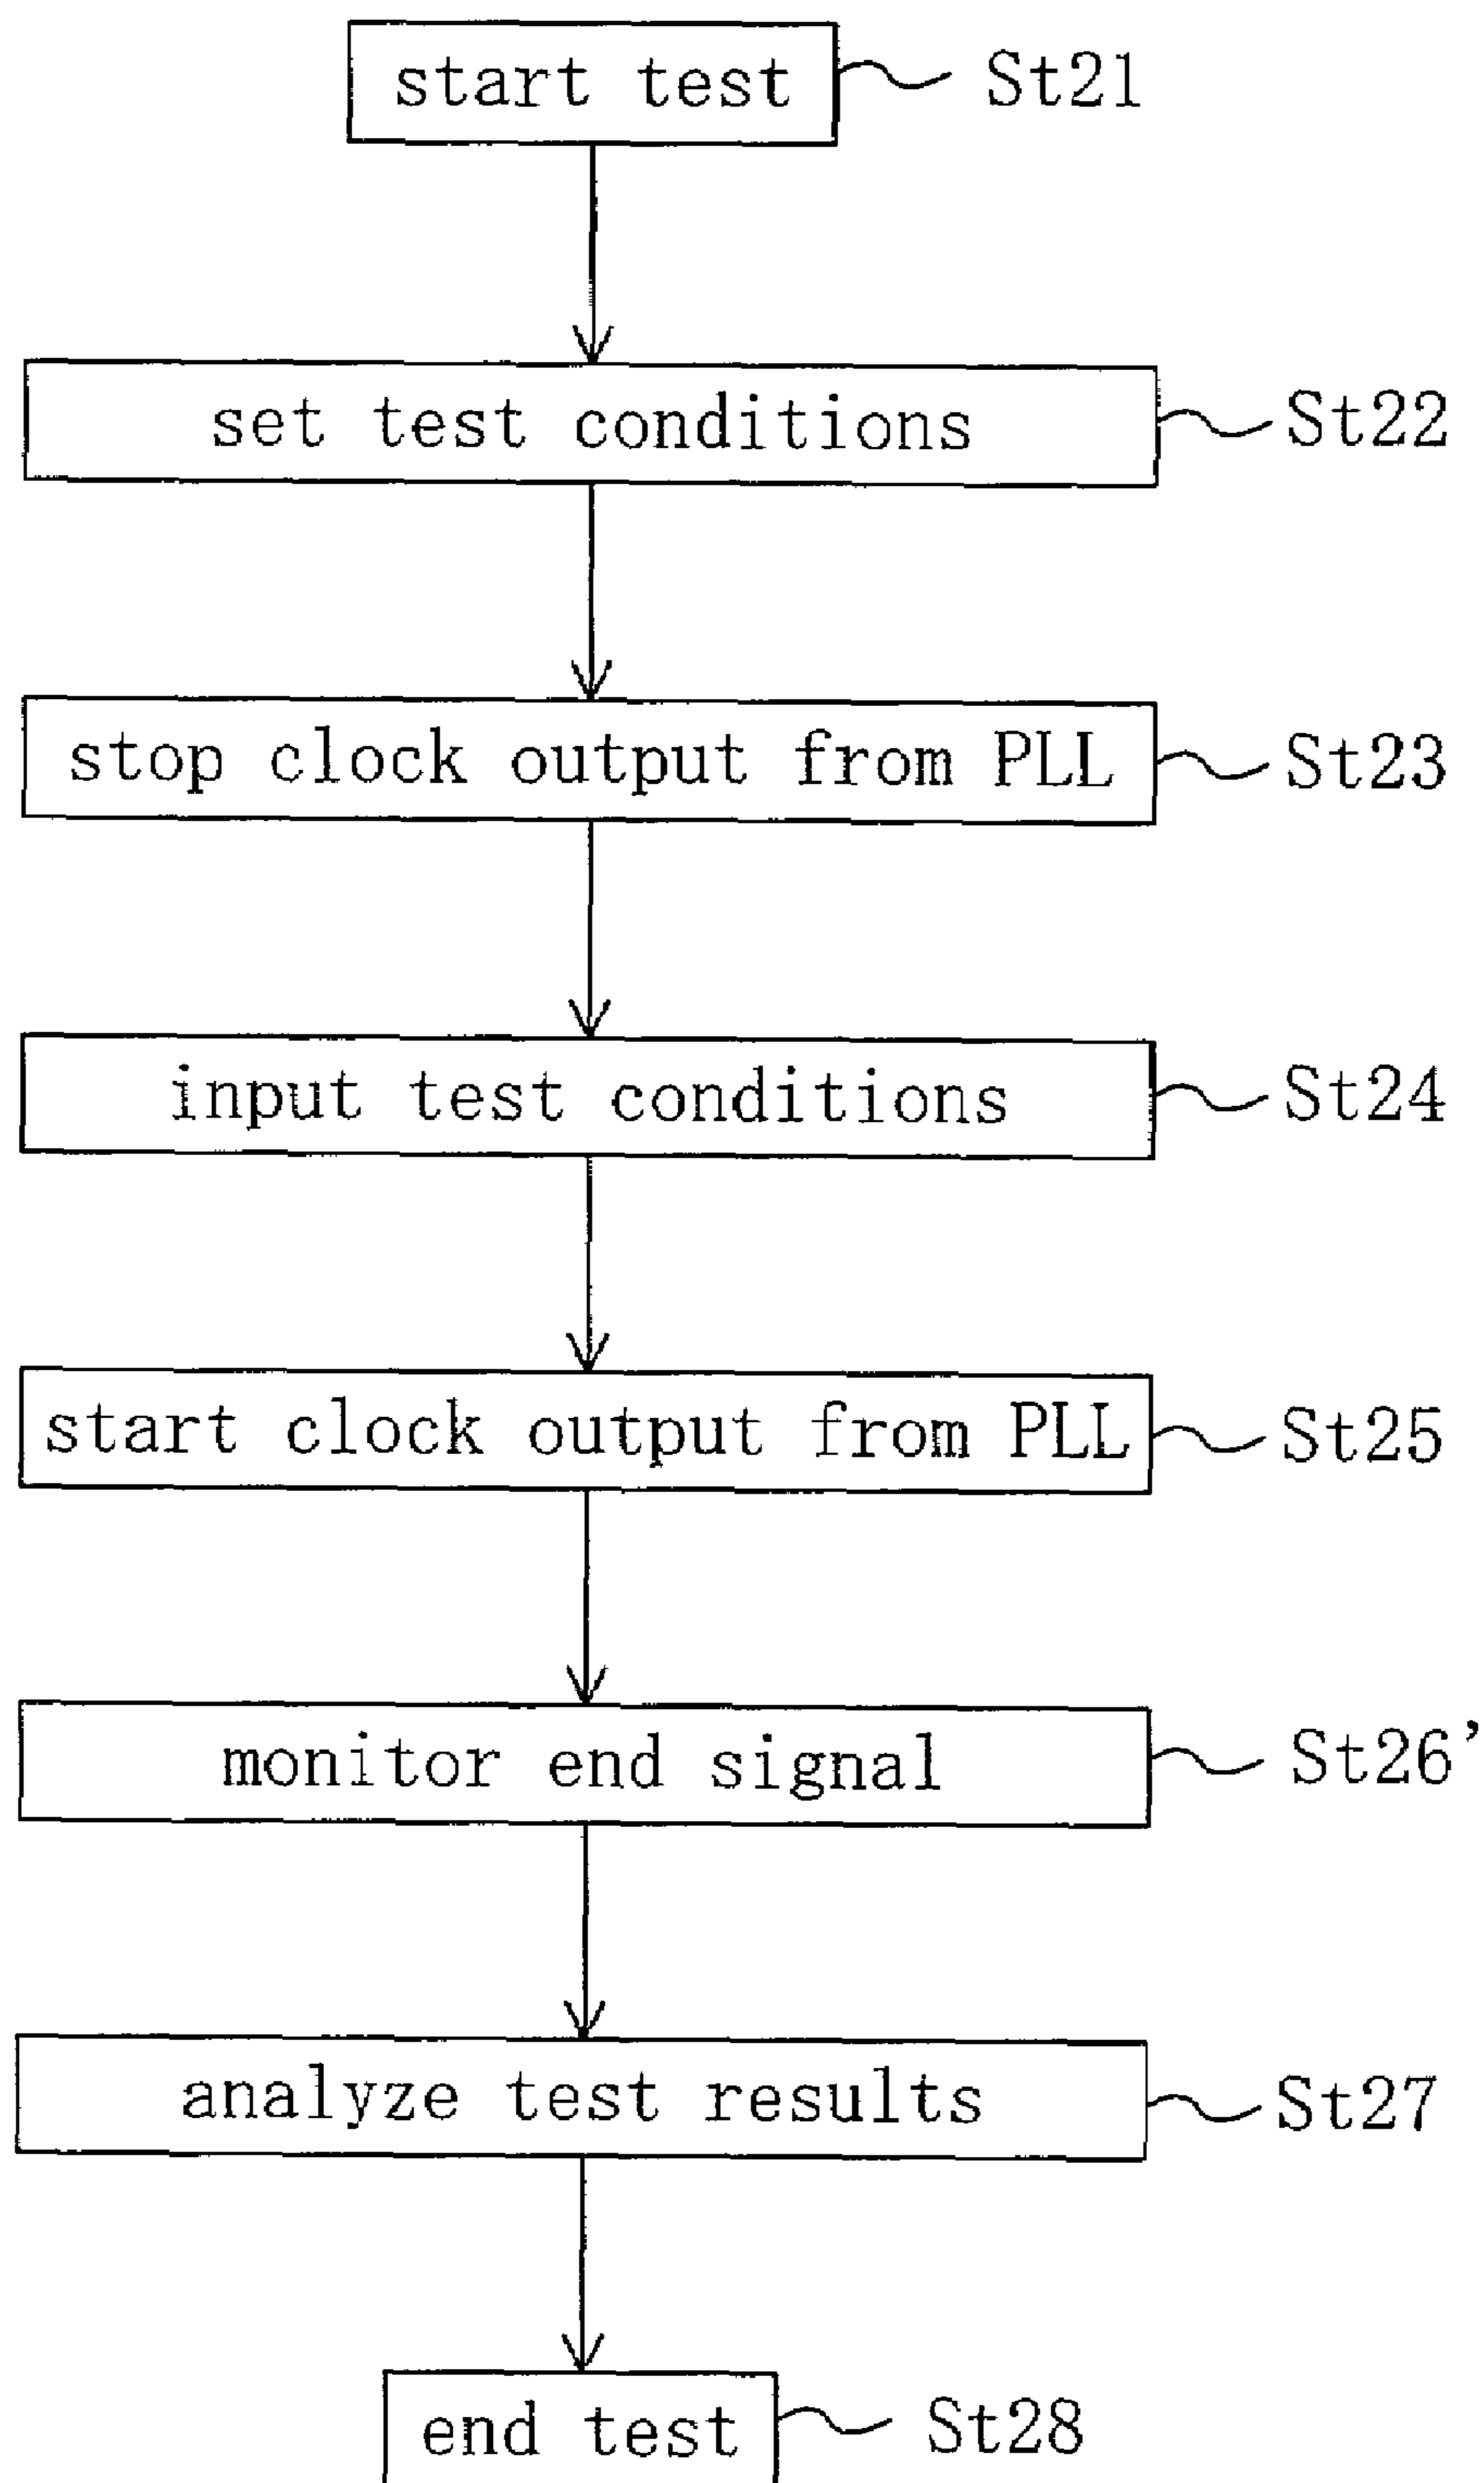 start test St21
set test conditions St22
stop clock output from PLL St23
input test conditions St24
start clock output from PLL St25
monitor end signal St26'
analyze test results St27
end test St28